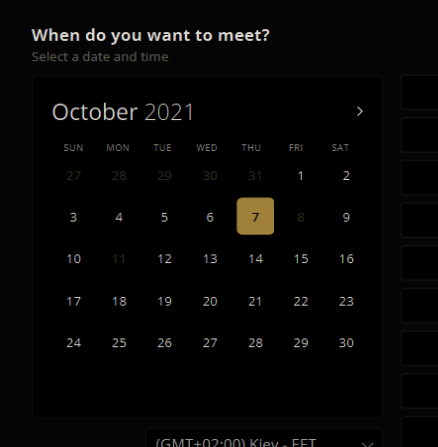 When do you want to meet?
Select a date and time
October 2021 >
SUN MON TUE WED THU FRI SAT
27 28 29 30 31 1 2
3 4 5 6 7 8 9
10 11 12 13 14 15 16
17 18 19 20 21 22 23
24 25 26 27 28 29 30
(GMT+02:00) Kiev - EET